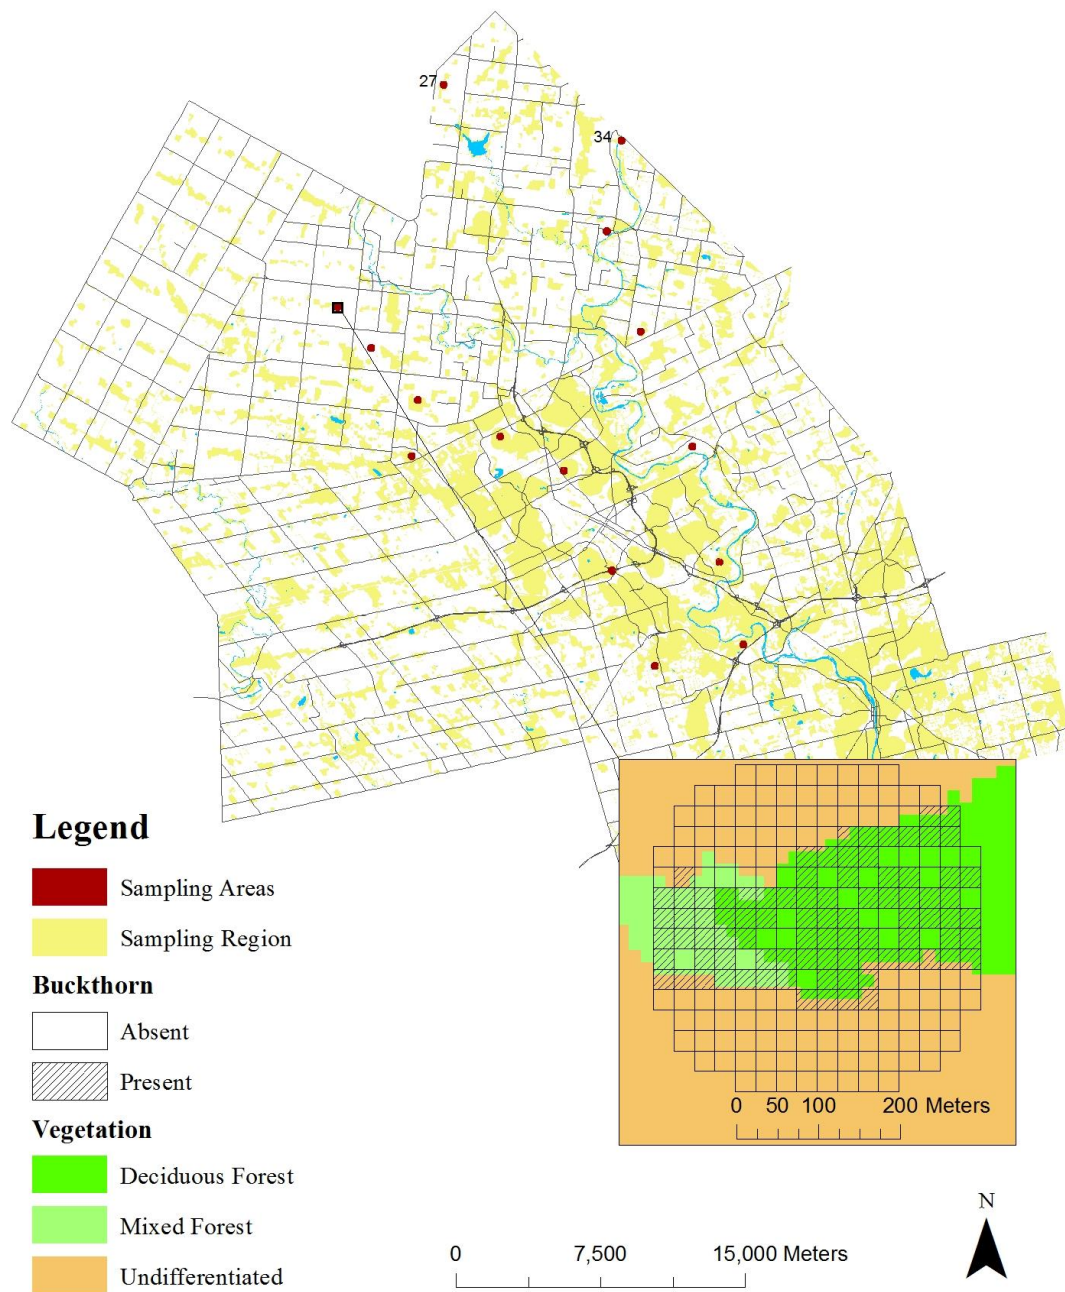 27
34
Legend
Sampling Areas
Sampling Region
Buckthorn
Absent
Present
Vegetation
Deciduous Forest
Mixed Forest
Undifferentiated
0 50 100 200 Meters
N
0 7,500 15,000 Meters